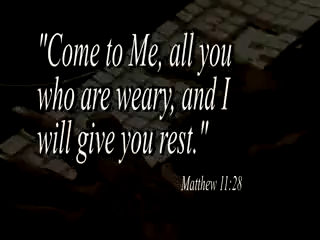 "Come to Me, all you
who are weary, and I
will give you rest."
Matthew 11:28